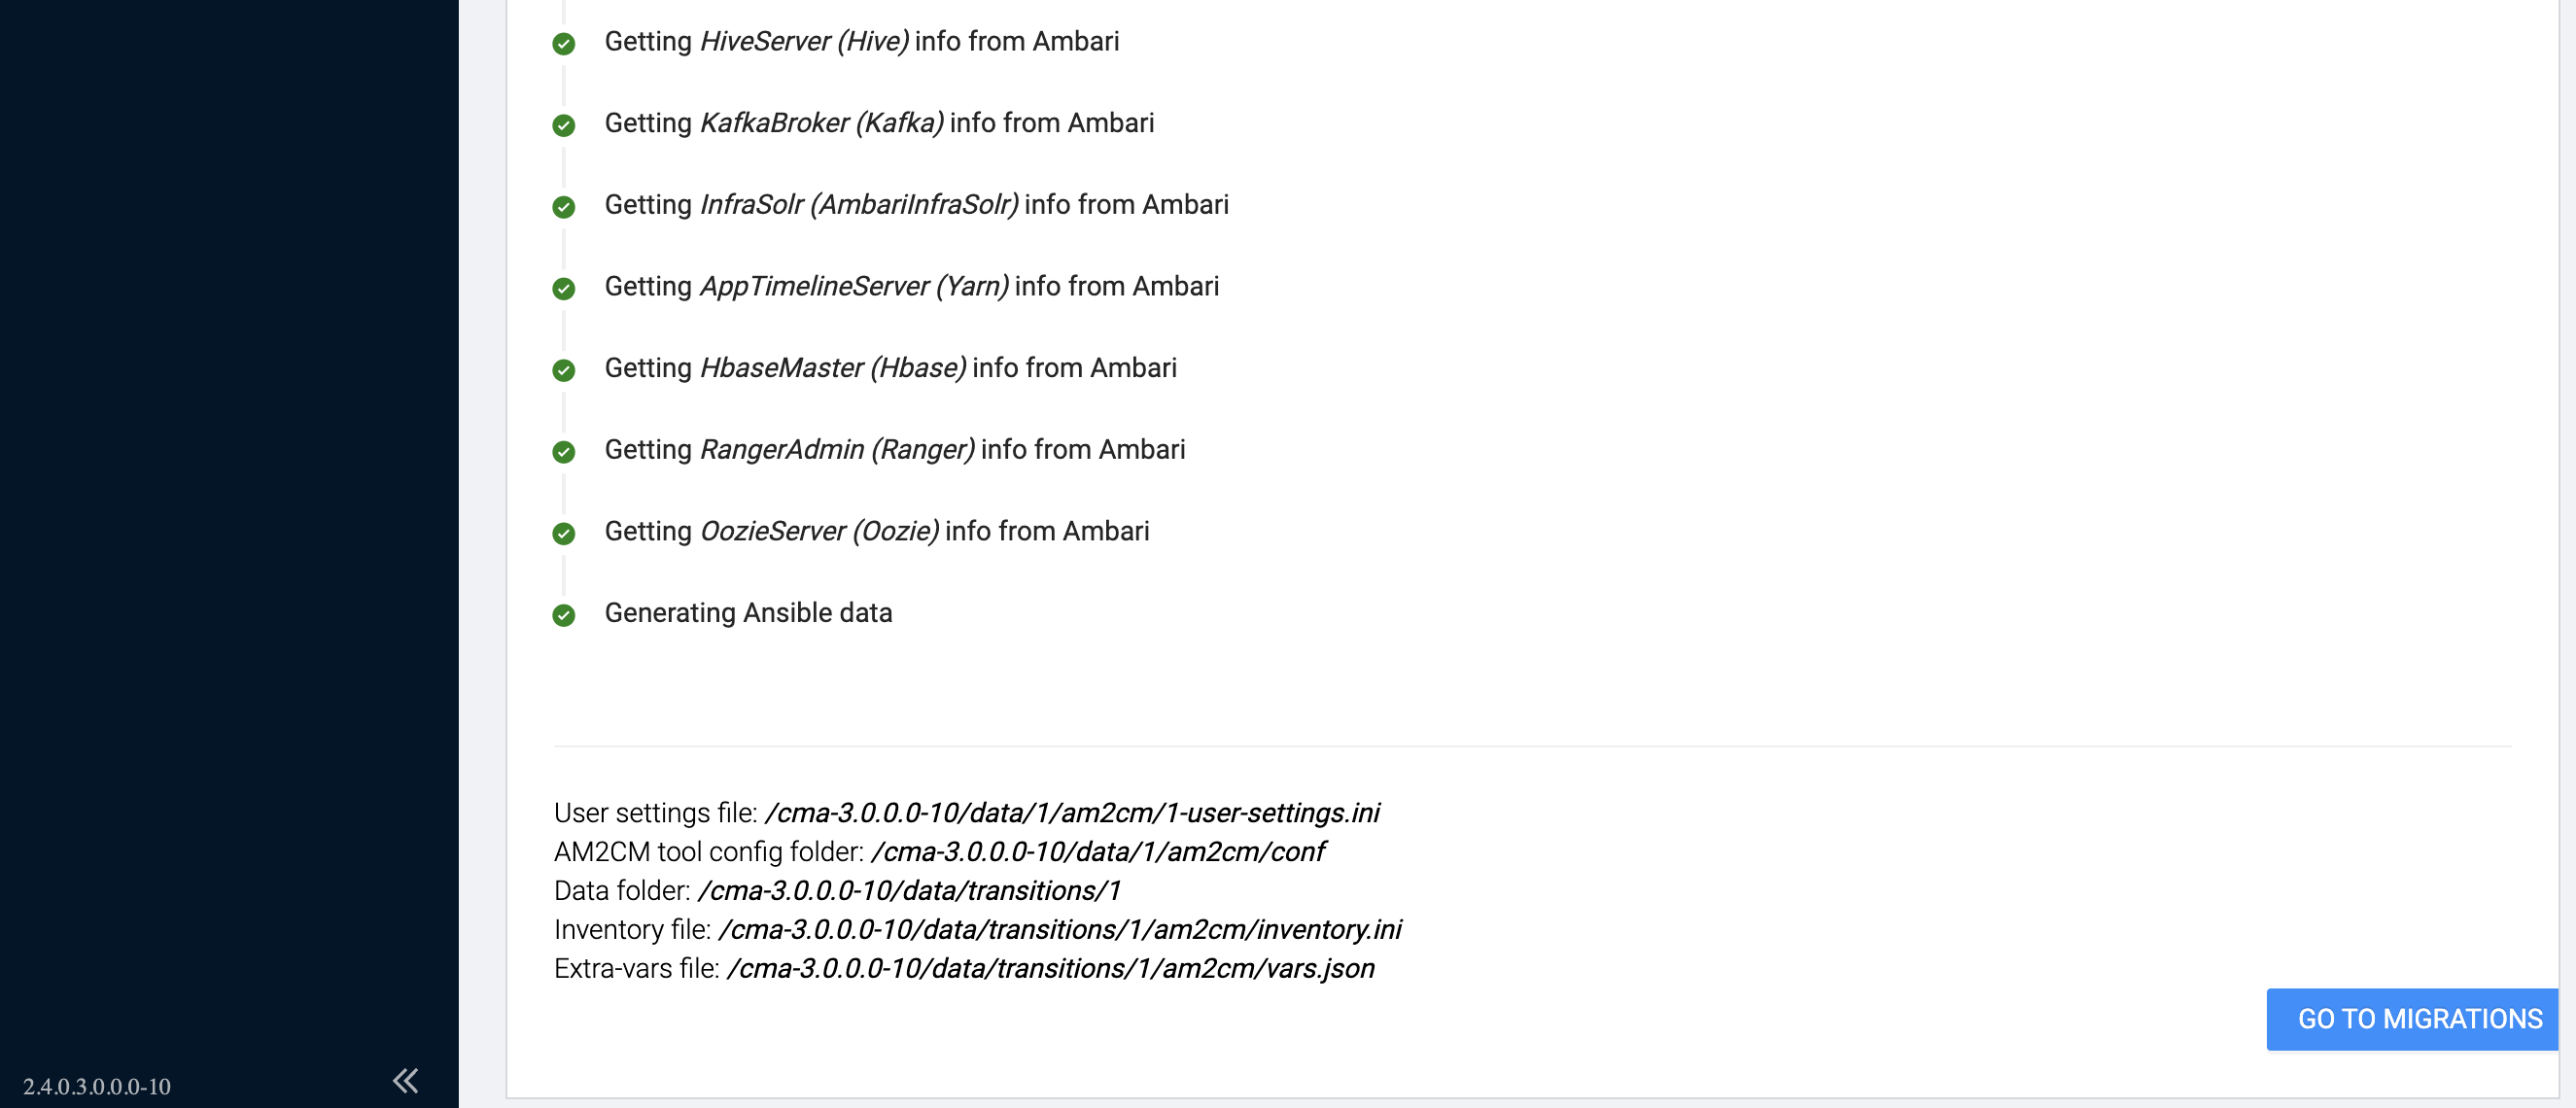 Getting HiveServer (Hive) info from Ambari
Getting KafkaBroker (Kafka) info from Ambari
Getting InfraSolr (AmbariInfraSolr) info from Ambari
Getting AppTimelineServer (Yarn) info from Ambari
Getting HbaseMaster (Hbase) info from Ambari
Getting RangerAdmin (Ranger) info from Ambari
Getting OozieServer (Oozie) info from Ambari
Generating Ansible data
User settings file: /cma-3.0.0.0-10/data/1/am2cm/1-user-settings.ini
AM2CM tool config folder: /cma-3.0.0.0-10/data/1/am2cm/conf
Data folder: /cma-3.0.0.0-10/data/transitions/1
Inventory file: /cma-3.0.0.0-10/data/transitions/1/am2cm/inventory.ini
Extra-vars file: /cma-3.0.0.0-10/data/transitions/1/am2cm/vars.json
GO TO MIGRATIONS
2.4.0.3.0.0.0-10